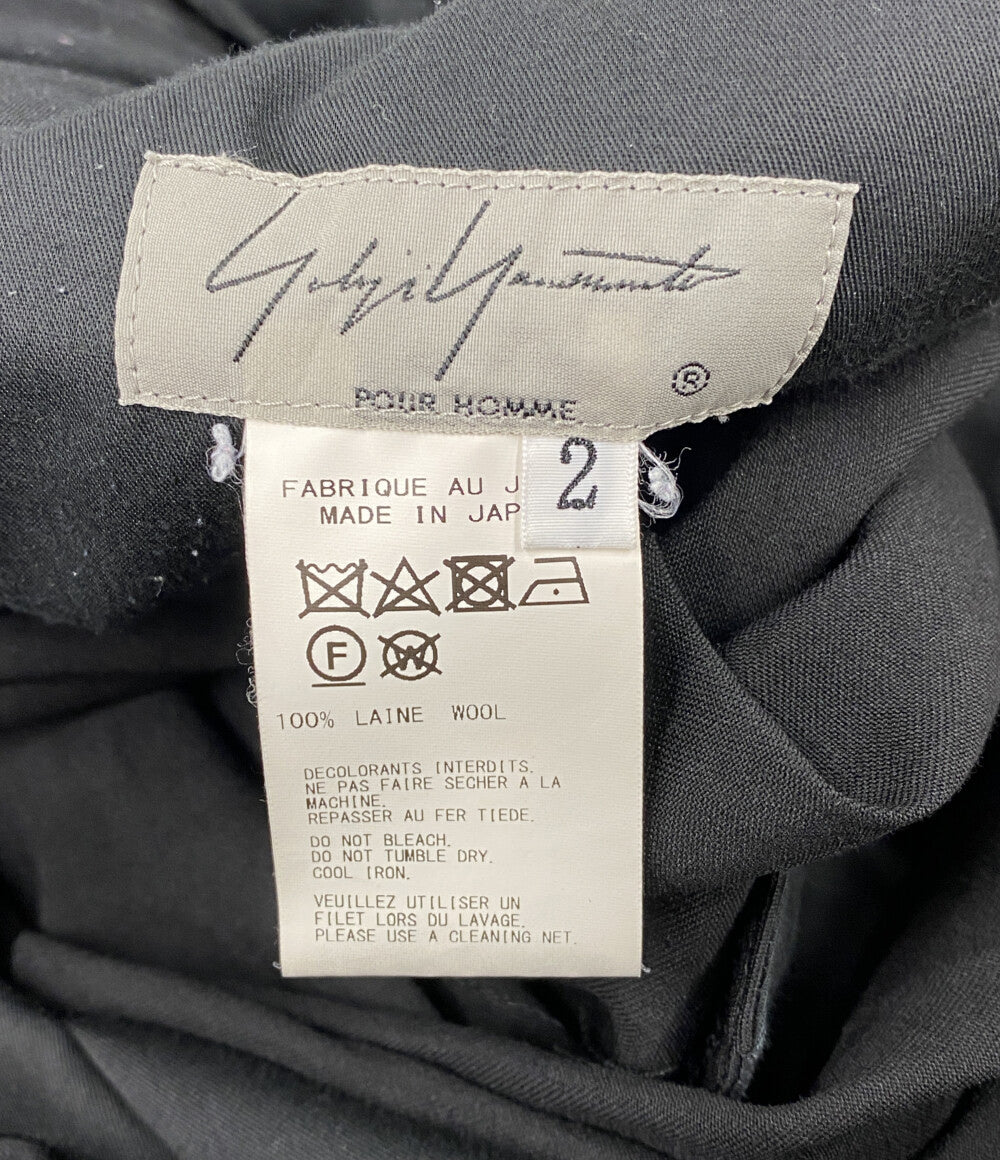 Yohji Yamamoto
®
POUR HOMME
2
FABRIQUE AU J
MADE IN JAP
F
W
100% LAINE WOOL
DECOLORANTS INTERDITS.
NE PAS FAIRE SECHER A LA
MACHINE.
REPASSER AU FER TIEDE.
DO NOT BLEACH.
DO NOT TUMBLE DRY.
COOL IRON.
VEUILLEZ UTILISER UN
FILET LORS DU LAVAGE.
PLEASE USE A CLEANING NET.